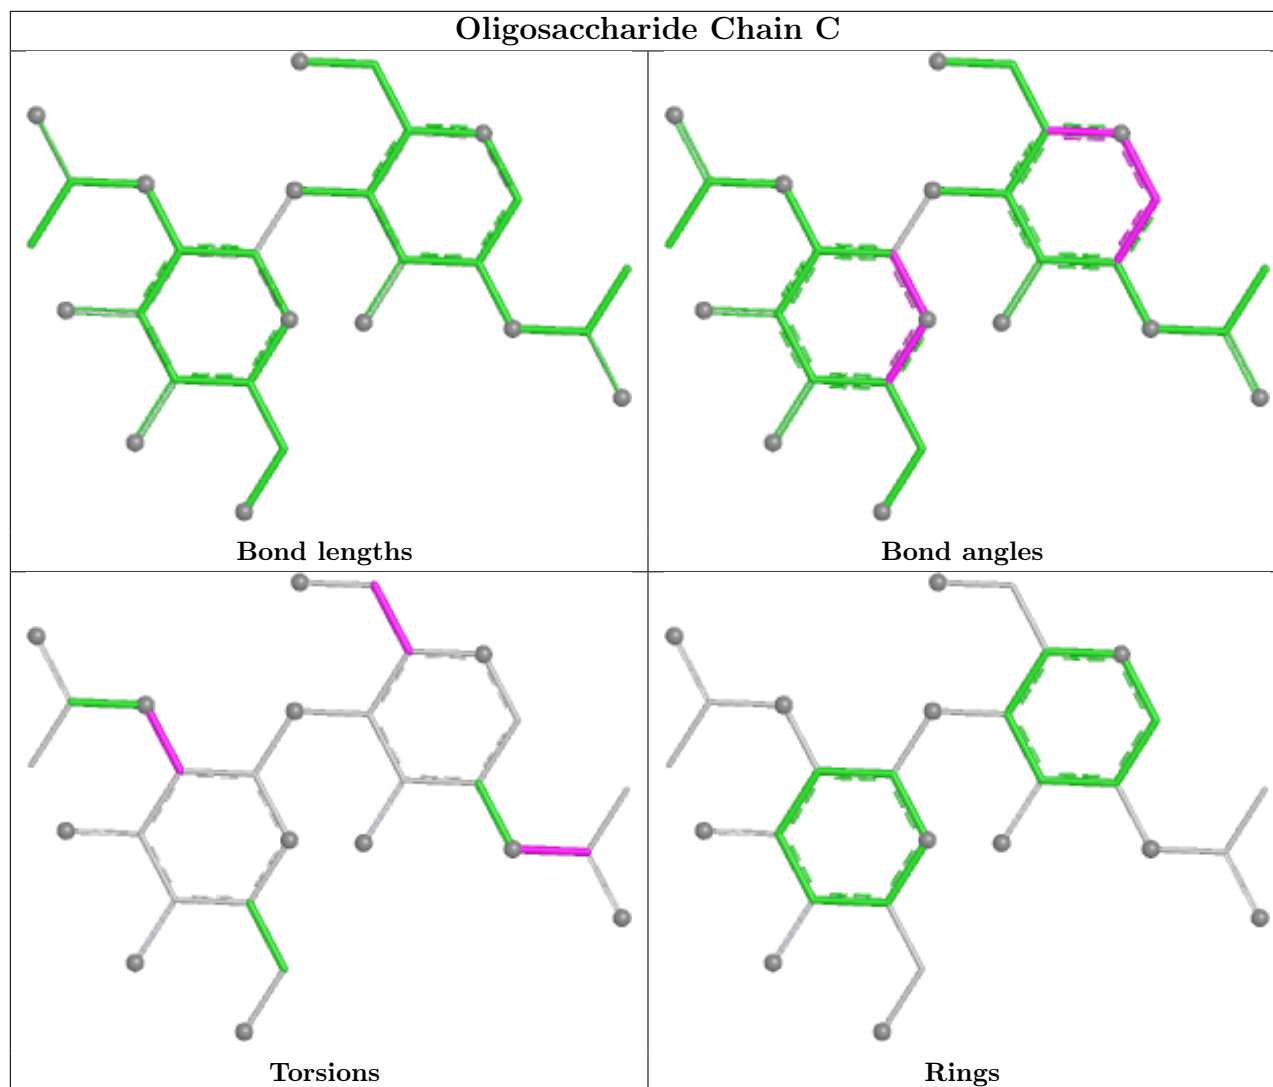 Oligosaccharide Chain C
Bond lengths
Bond angles
Torsions
Rings